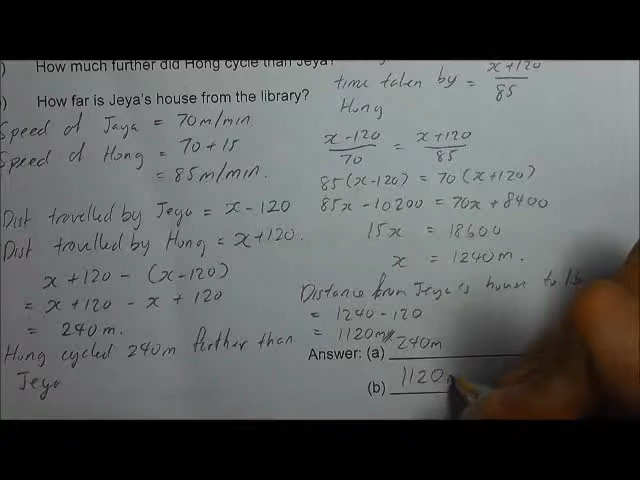 ) How much further did Hong cycle than Jeya?
) How far is Jeya's house from the library?
Speed of Jaya = 70m/min
Speed of Hong = 70 + 15
= 85m/min.
Dist travelled by Jeya = x - 120
Dist travelled by Hong = x + 120.
x + 120 - (x - 120)
= x + 120 - x + 120
= 240m.
Hong cycled 240m further than
Jeya
time taken by = x + 120 / 85
Hong
x - 120 / 70 = x + 120 / 85
85(x - 120) = 70(x + 120)
85x - 10200 = 70x + 8400
15x = 18600
x = 1240m.
Distance from Jeya's house to
= 1240 - 120
= 1120m
Answer: (a) 240m
(b) 1120